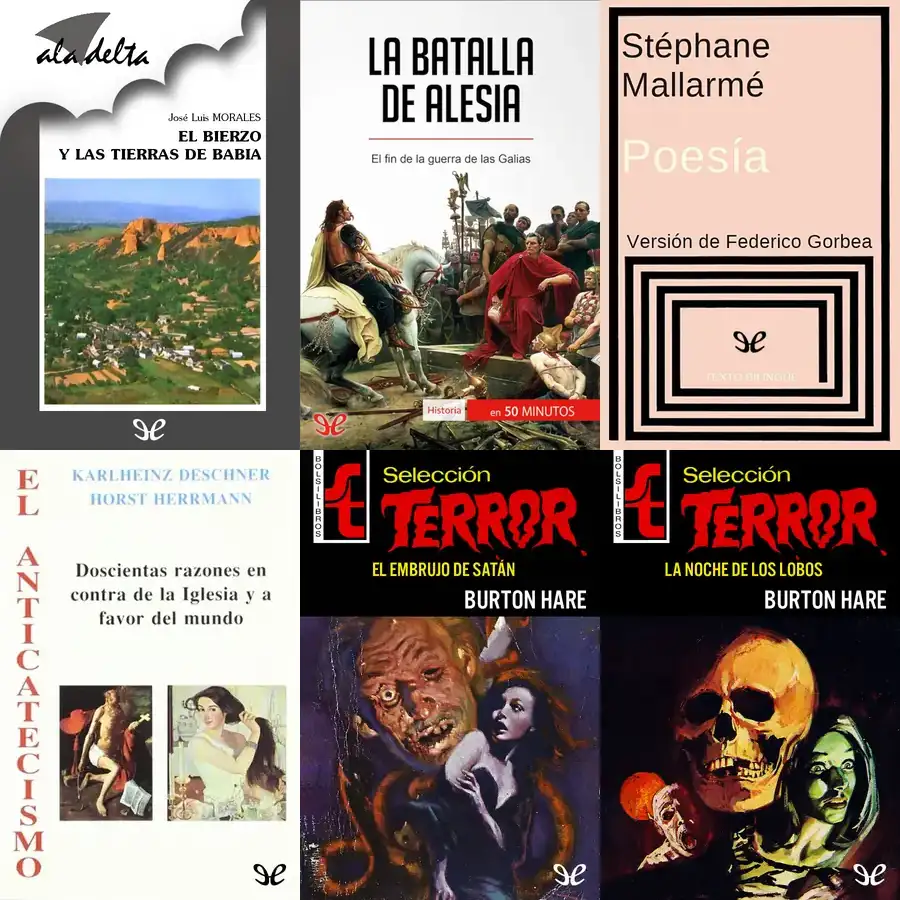 ala delta
José Luis MORALES
EL BIERZO
Y LAS TIERRAS DE BABIA
LA BATALLA
DE ALESIA
El fin de la guerra de las Galias
Historia
en 50 MINUTOS
Stéphane
Mallarmé
Poesía
Versión de Federico Gorbea
TEXTO BILINGÜE
EL ANTICATECISMO
KARLHEINZ DESCHNER
HORST HERRMANN
Doscientas razones en
contra de la Iglesia y a
favor del mundo
BOLSILIBROS
Selección
TERROR
EL EMBRUJO DE SATÁN
BURTON HARE
BOLSILIBROS
Selección
TERROR
LA NOCHE DE LOS LOBOS
BURTON HARE